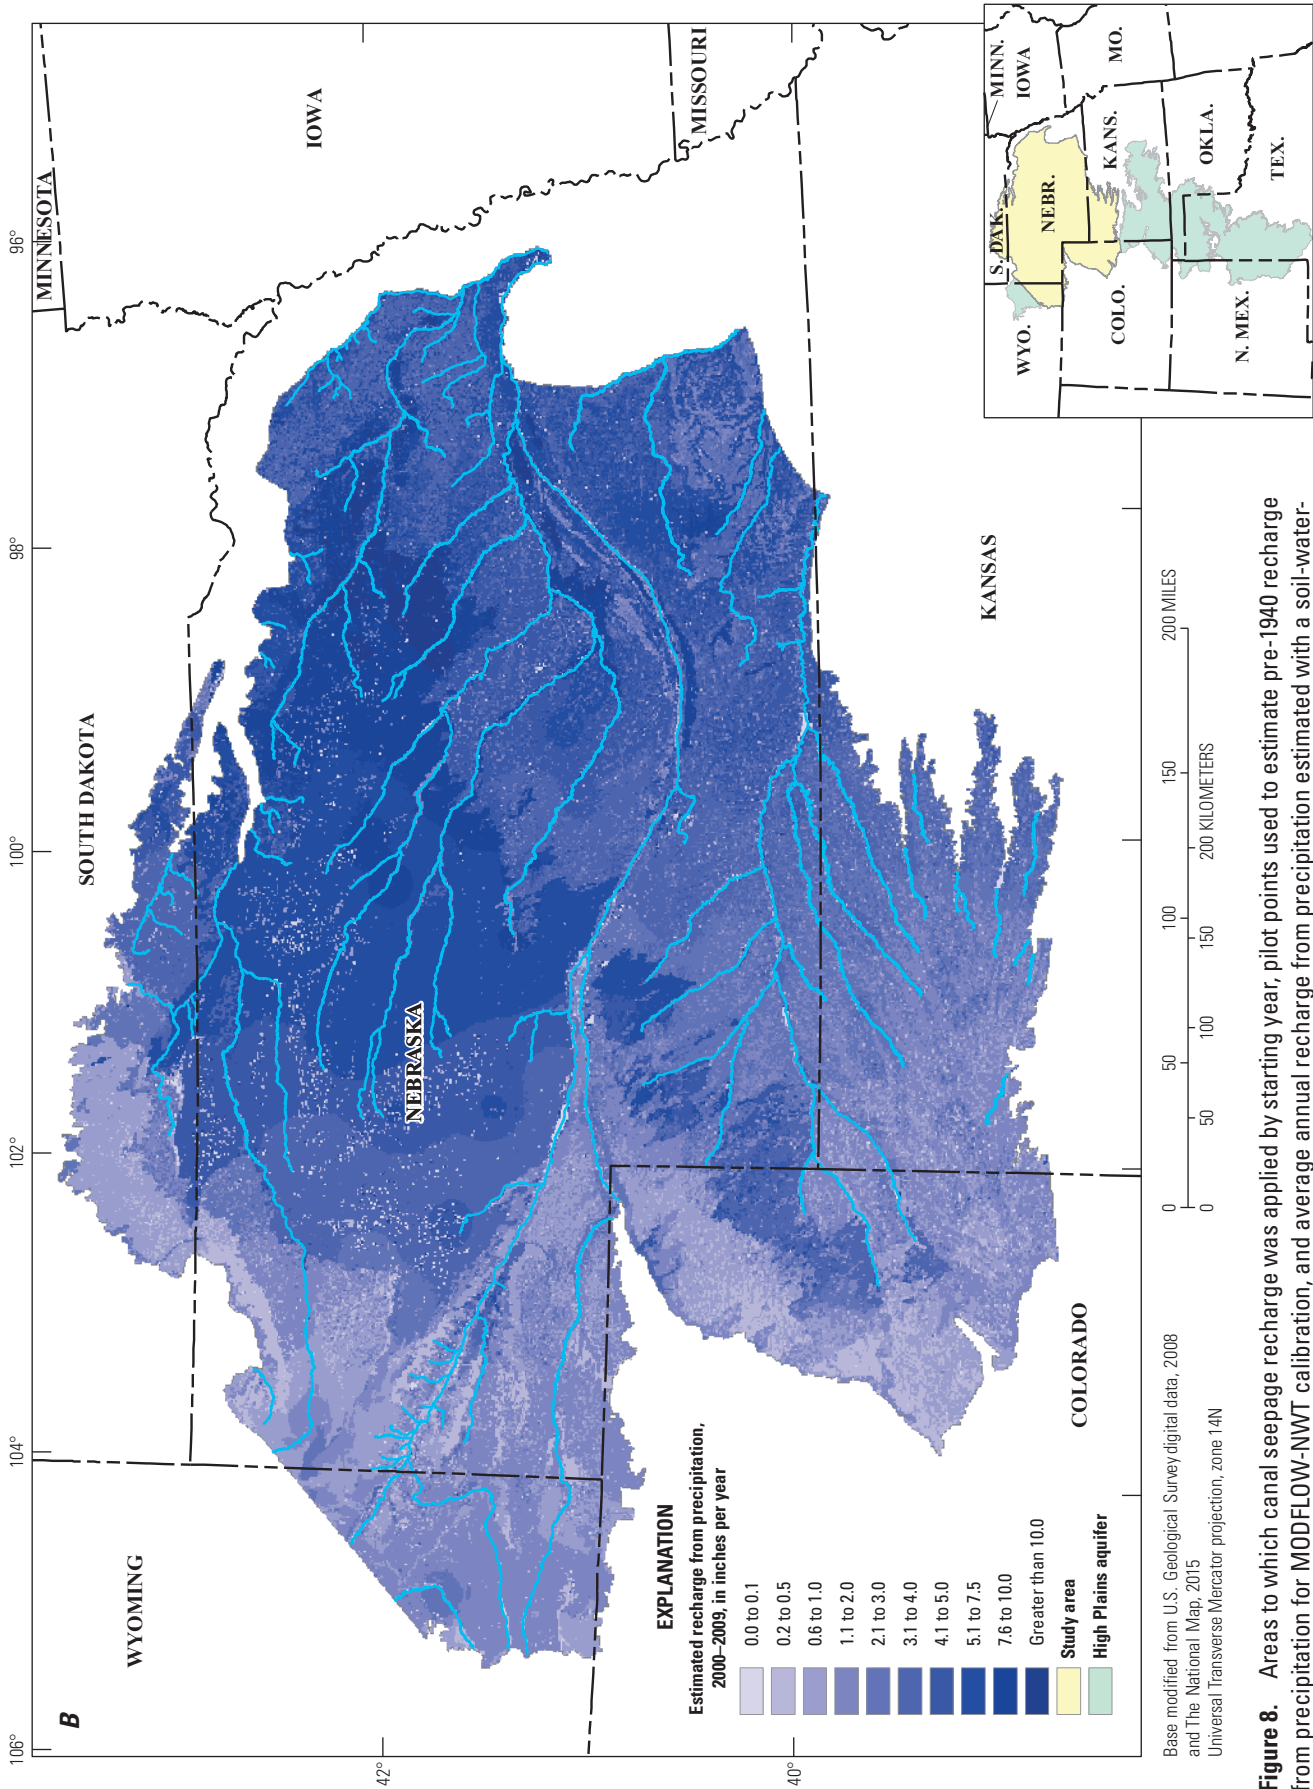 B
106°
104°
102°
100°
98°
96°
42°
40°
WYOMING
SOUTH DAKOTA
MINNESOTA
IOWA
NEBRASKA
MISSOURI
COLORADO
KANSAS
EXPLANATION
Estimated recharge from precipitation,
2000–2009, in inches per year
0.0 to 0.1
0.2 to 0.5
0.6 to 1.0
1.1 to 2.0
2.1 to 3.0
3.1 to 4.0
4.1 to 5.0
5.1 to 7.5
7.6 to 10.0
Greater than 10.0
Study area
High Plains aquifer
Base modified from U.S. Geological Survey digital data, 2008
and The National Map, 2015
Universal Transverse Mercator projection, zone 14N
0 50 100 150 200 MILES
0 50 100 150 200 KILOMETERS
WYO.
S. DAK.
MINN.
IOWA
NEBR.
COLO.
KANS.
MO.
N. MEX.
OKLA.
TEX.
Figure 8. Areas to which canal seepage recharge was applied by starting year, pilot points used to estimate pre-1940 recharge
from precipitation for MODFLOW-NWT calibration, and average annual recharge from precipitation estimated with a soil-water-